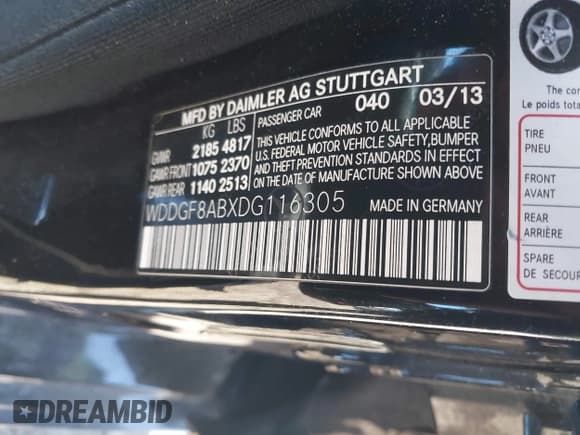 MFD BY DAIMLER AG STUTTGART
KG LBS PASSENGER CAR 040 03/13
GVWR 2185 4817
GAWR FRONT 1075 2370
GAWR REAR 1140 2513
THIS VEHICLE CONFORMS TO ALL APPLICABLE
U.S. FEDERAL MOTOR VEHICLE SAFETY,BUMPER
AND THEFT PREVENTION STANDARDS IN EFFECT
ON THE DATE OF MANUFACTURE SHOWN ABOVE
WDDGF8ABXDG116305 MADE IN GERMANY
The com
Le poids tota
TIRE
PNEU
FRONT
AVANT
REAR
ARRIÈRE
SPARE
DE SECOUR
DREAMBID